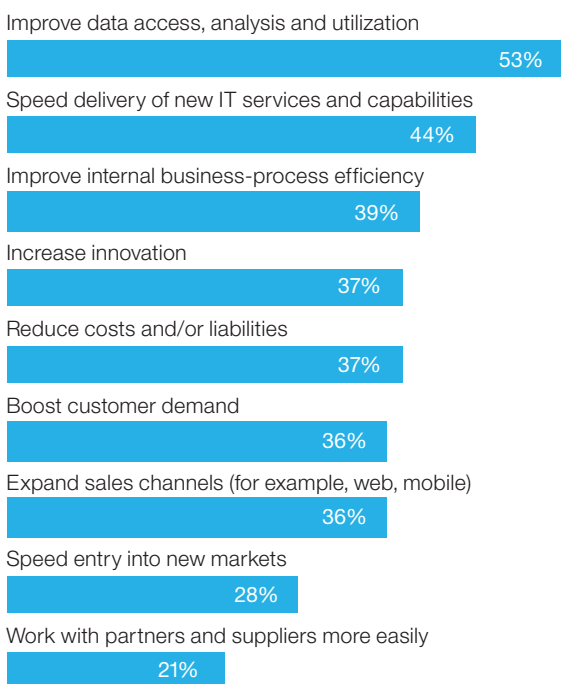 Improve data access, analysis and utilization
53%
Speed delivery of new IT services and capabilities
44%
Improve internal business-process efficiency
39%
Increase innovation
37%
Reduce costs and/or liabilities
37%
Boost customer demand
36%
Expand sales channels (for example, web, mobile)
36%
Speed entry into new markets
28%
Work with partners and suppliers more easily
21%